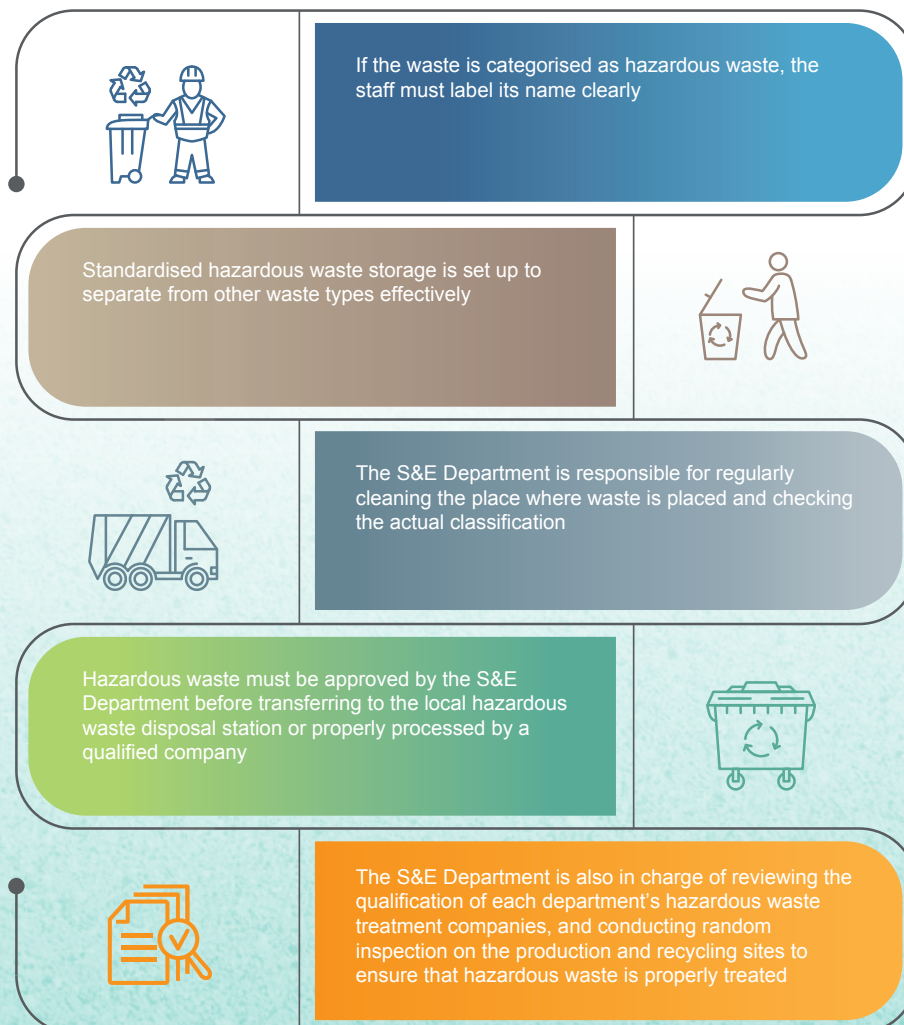 If the waste is categorised as hazardous waste, the
staff must label its name clearly
Standardised hazardous waste storage is set up to
separate from other waste types effectively
The S&E Department is responsible for regularly
cleaning the place where waste is placed and checking
the actual classification
Hazardous waste must be approved by the S&E
Department before transferring to the local hazardous
waste disposal station or properly processed by a
qualified company
The S&E Department is also in charge of reviewing the
qualification of each department's hazardous waste
treatment companies, and conducting random
inspection on the production and recycling sites to
ensure that hazardous waste is properly treated